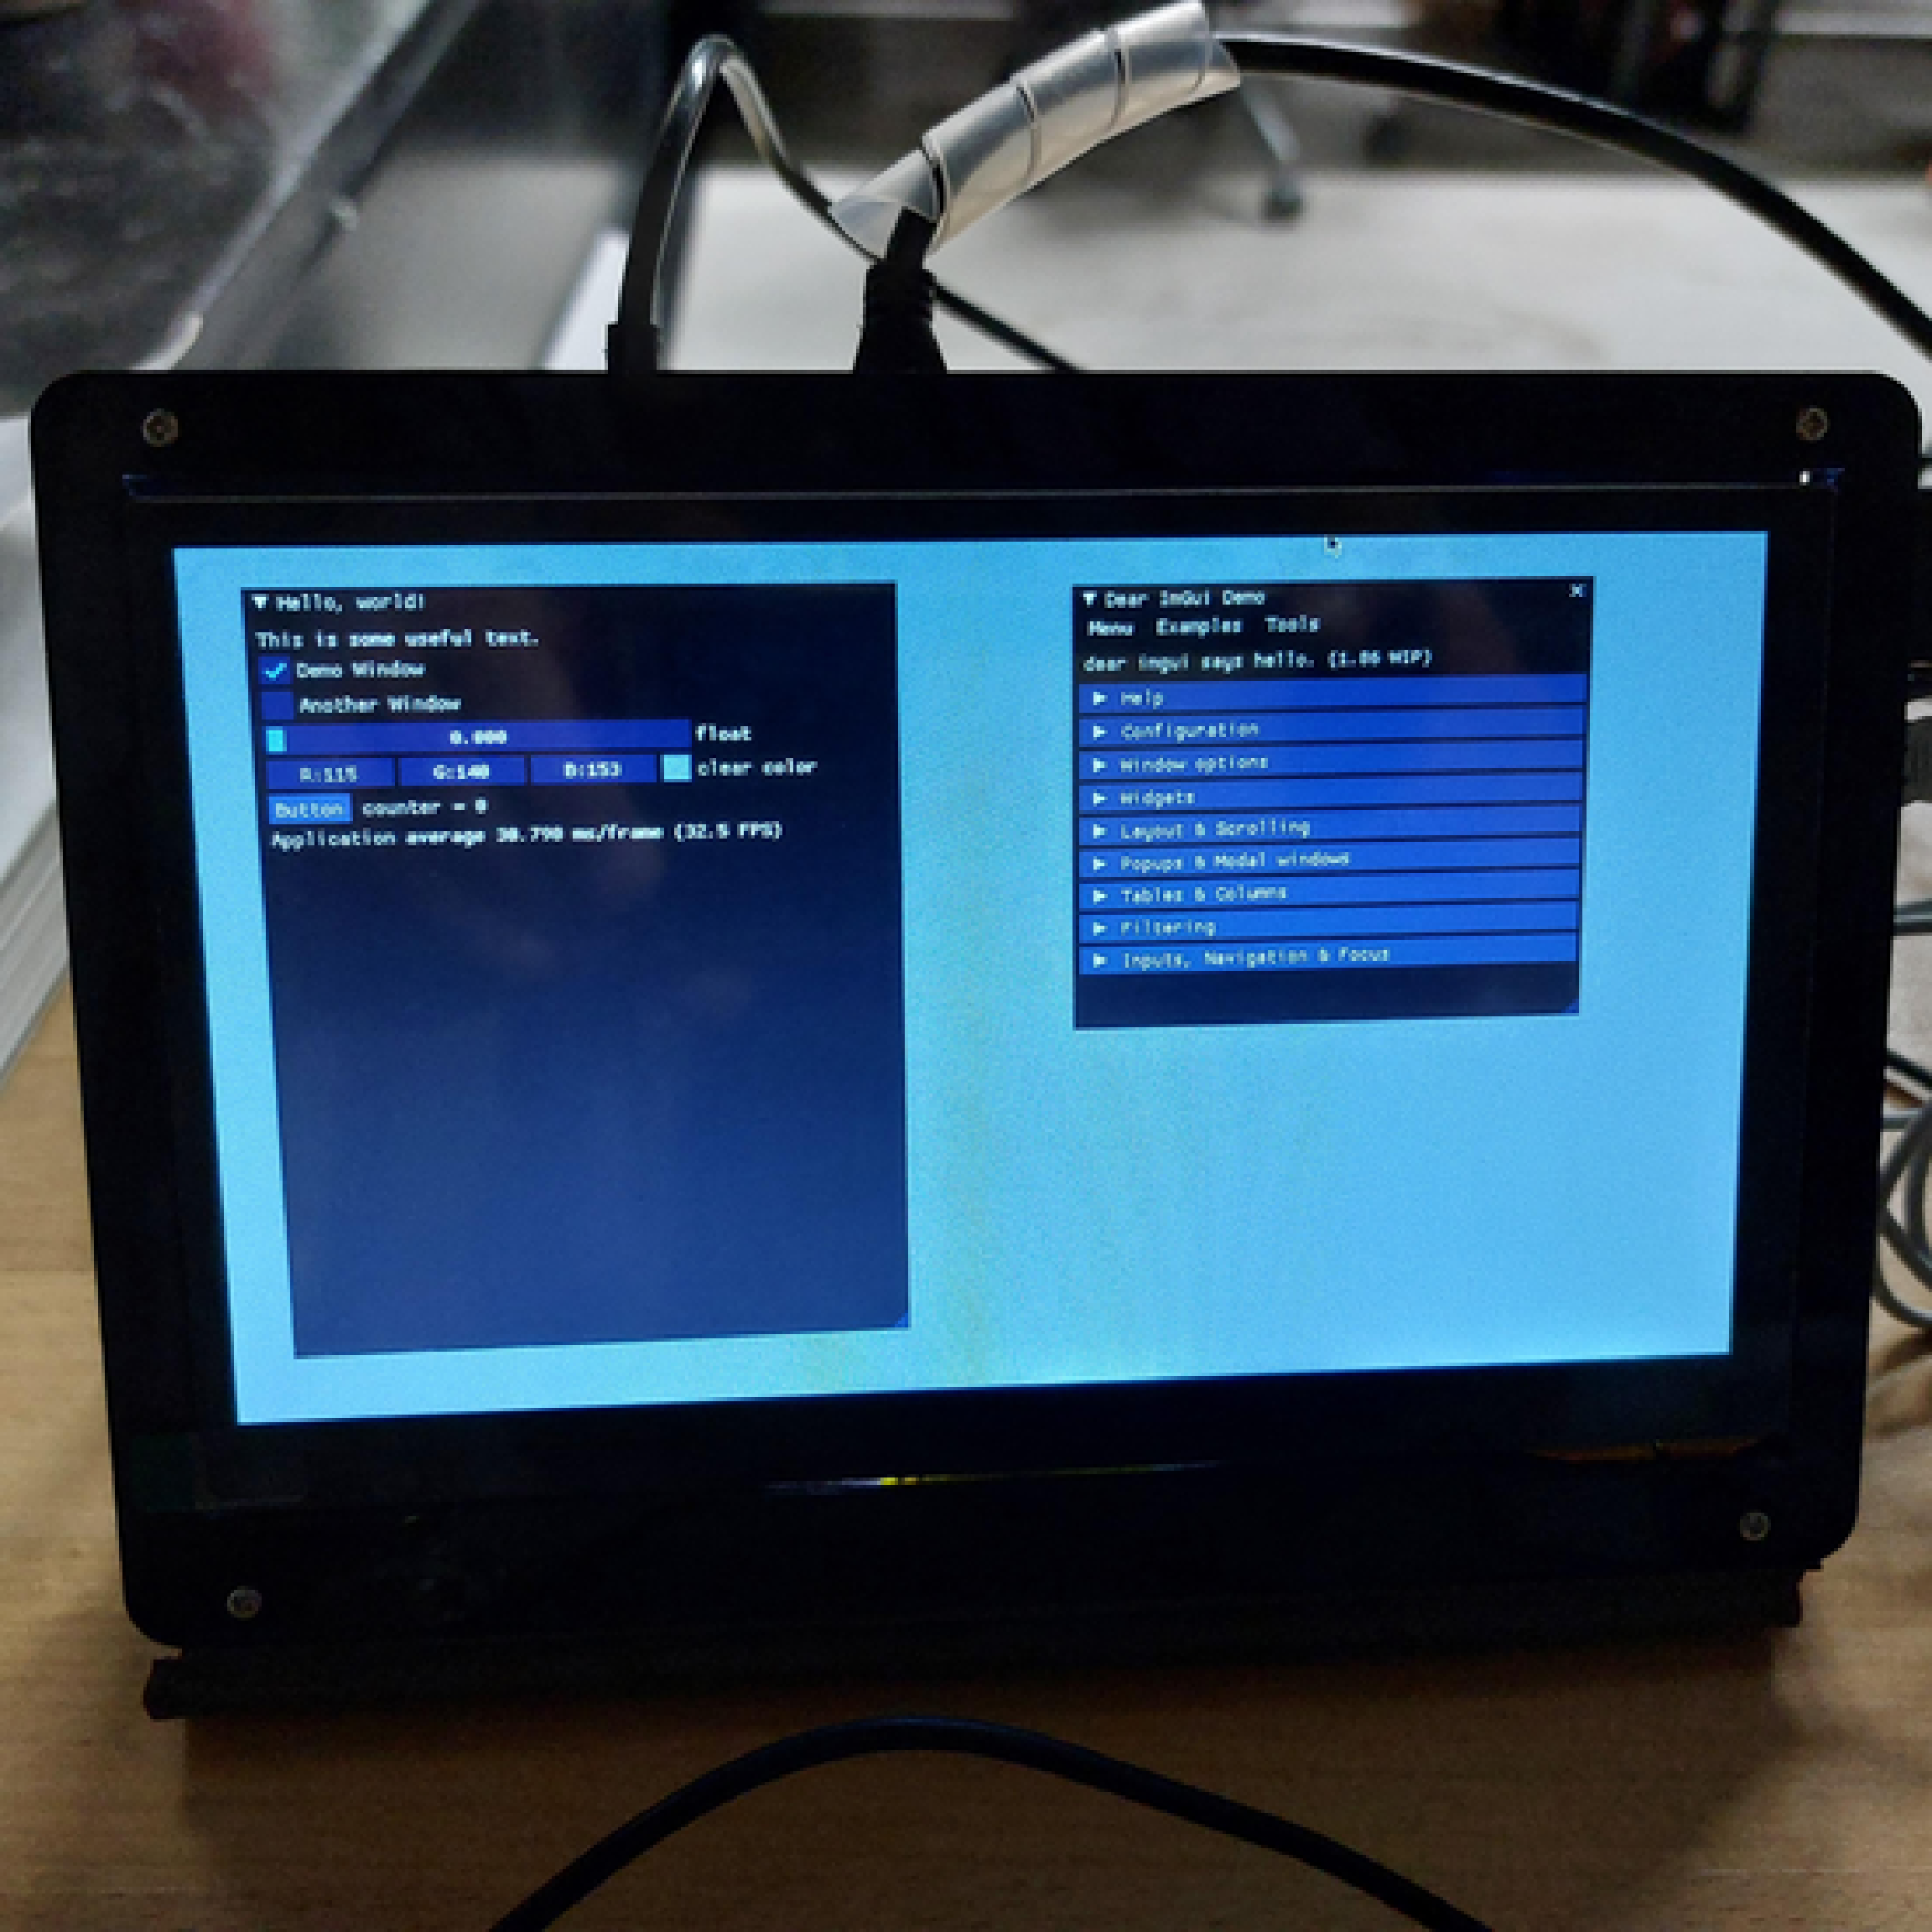 Hello, world!
This is some useful text.
Demo Window
Another Window
0.000 float
R:115 G:140 B:153 clear color
Button counter = 0
Application average 30.790 ms/frame (32.5 FPS)
Dear ImGui Demo
Menu Examples Tools
dear imgui says hello. (1.86 WIP)
Help
Configuration
Window options
Widgets
Layout & Scrolling
Popups & Modal windows
Tables & Columns
Filtering
Inputs, Navigation & Focus